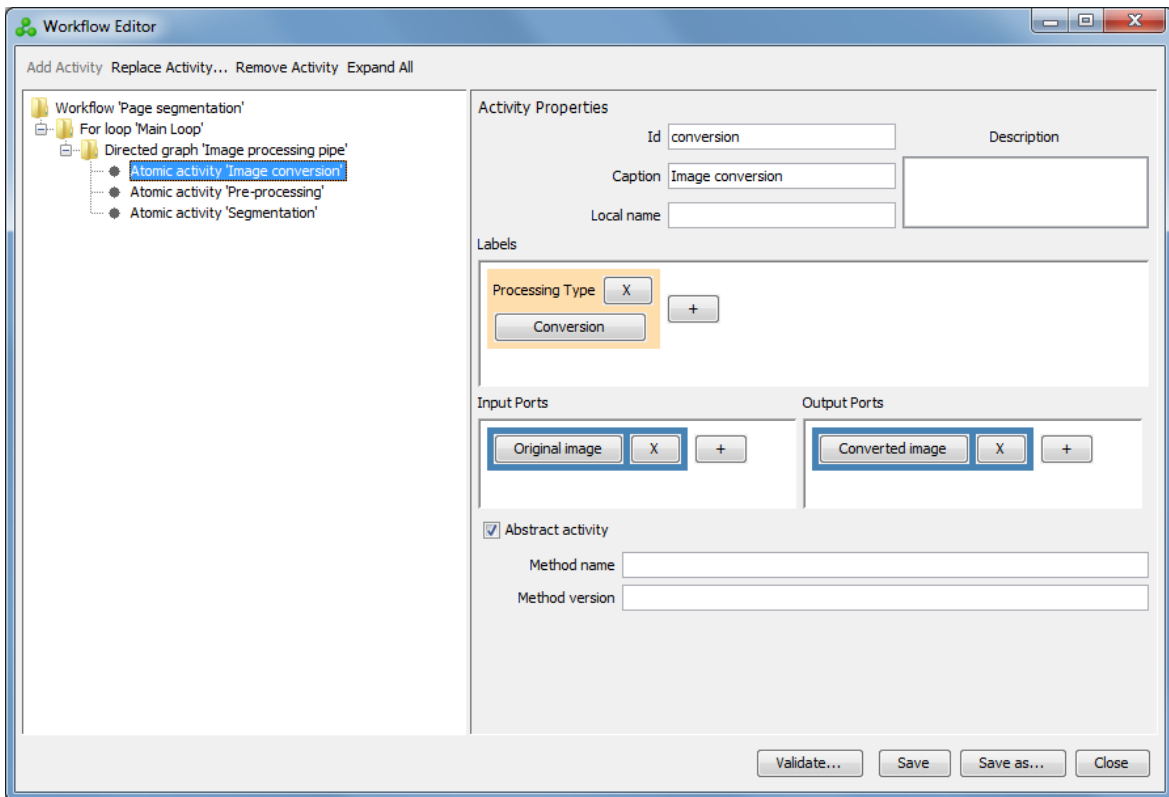 Workflow Editor
Add Activity Replace Activity... Remove Activity Expand All
Workflow 'Page segmentation'
For loop 'Main Loop'
Directed graph 'Image processing pipe'
Atomic activity 'Image conversion'
Atomic activity 'Pre-processing'
Atomic activity 'Segmentation'
Activity Properties
Id conversion Description
Caption Image conversion
Local name
Labels
Processing Type X
+
Conversion
Input Ports Output Ports
Original image X + Converted image X +
Abstract activity
Method name
Method version
Validate... Save Save as... Close